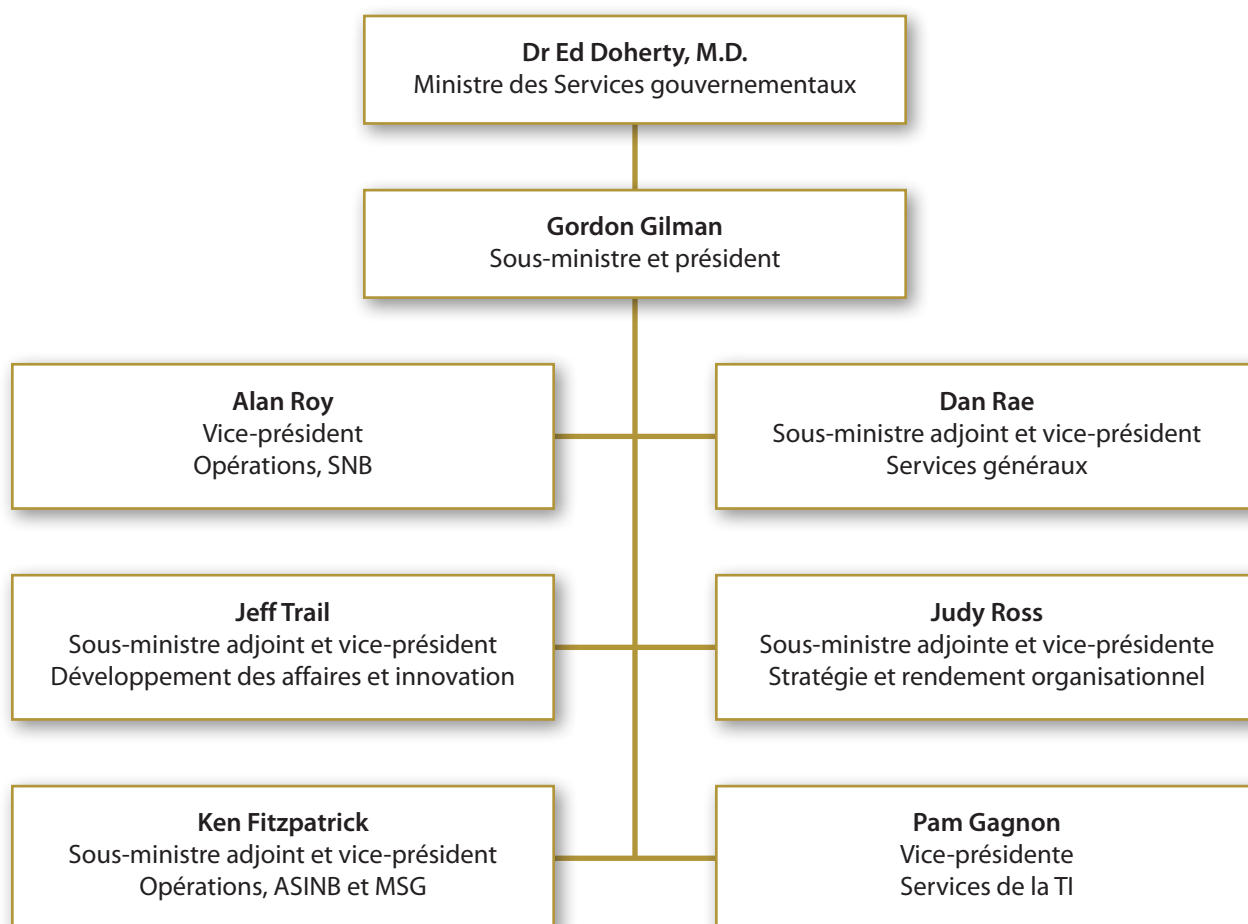 Dr Ed Doherty, M.D.
Ministre des Services gouvernementaux
Gordon Gilman
Sous-ministre et président
Alan Roy
Vice-président
Opérations, SNB
Dan Rae
Sous-ministre adjoint et vice-président
Services généraux
Jeff Trail
Sous-ministre adjoint et vice-président
Développement des affaires et innovation
Judy Ross
Sous-ministre adjointe et vice-présidente
Stratégie et rendement organisationnel
Ken Fitzpatrick
Sous-ministre adjoint et vice-président
Opérations, ASINB et MSG
Pam Gagnon
Vice-présidente
Services de la TI